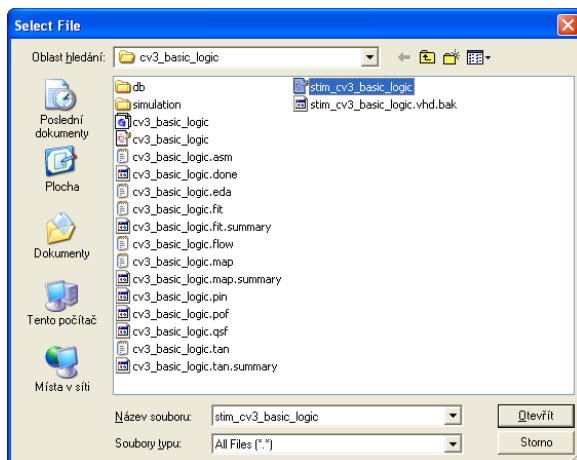 Select File
Oblast hledání:
cv3_basic_logic
Poslední
dokumenty
Plocha
Dokumenty
Tento počítač
Místa v síti
db
simulation
cv3_basic_logic
cv3_basic_logic
cv3_basic_logic.asm
cv3_basic_logic.done
cv3_basic_logic.eda
cv3_basic_logic.fit
cv3_basic_logic.fit.summary
cv3_basic_logic.flow
cv3_basic_logic.map
cv3_basic_logic.map.summary
cv3_basic_logic.pin
cv3_basic_logic.pof
cv3_basic_logic.qsf
cv3_basic_logic.tan
cv3_basic_logic.tan.summary
stim_cv3_basic_logic
stim_cv3_basic_logic.vhd.bak
Název souboru:
stim_cv3_basic_logic
Otevřít
Soubory typu:
All Files (*.*)
Storno